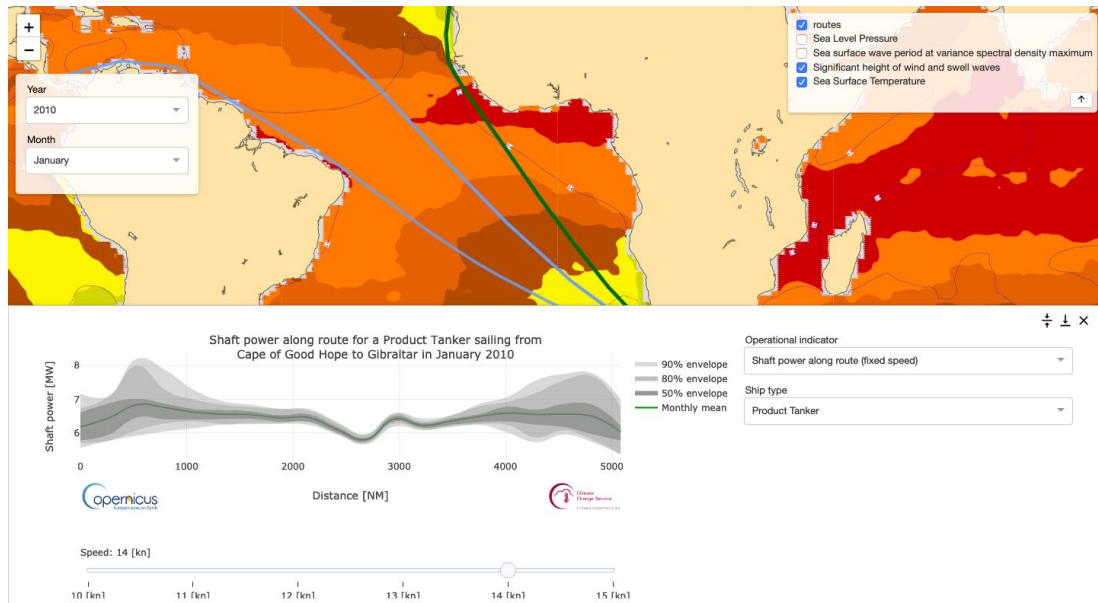 +
−
Year
2010
Month
January
routes
Sea Level Pressure
Sea surface wave period at variance spectral density maximum
Significant height of wind and swell waves
Sea Surface Temperature
Shaft power along route for a Product Tanker sailing from
Cape of Good Hope to Gibraltar in January 2010
Shaft power [MW]
8
7
6
0 1000 2000 3000 4000 5000
Distance [NM]
90% envelope
80% envelope
50% envelope
Monthly mean
opernicus
Europe's eyes on Earth
Climate
Change Service
Operational indicator
Shaft power along route (fixed speed)
Ship type
Product Tanker
Speed: 14 [kn]
10 [kn] 11 [kn] 12 [kn] 13 [kn] 14 [kn] 15 [kn]